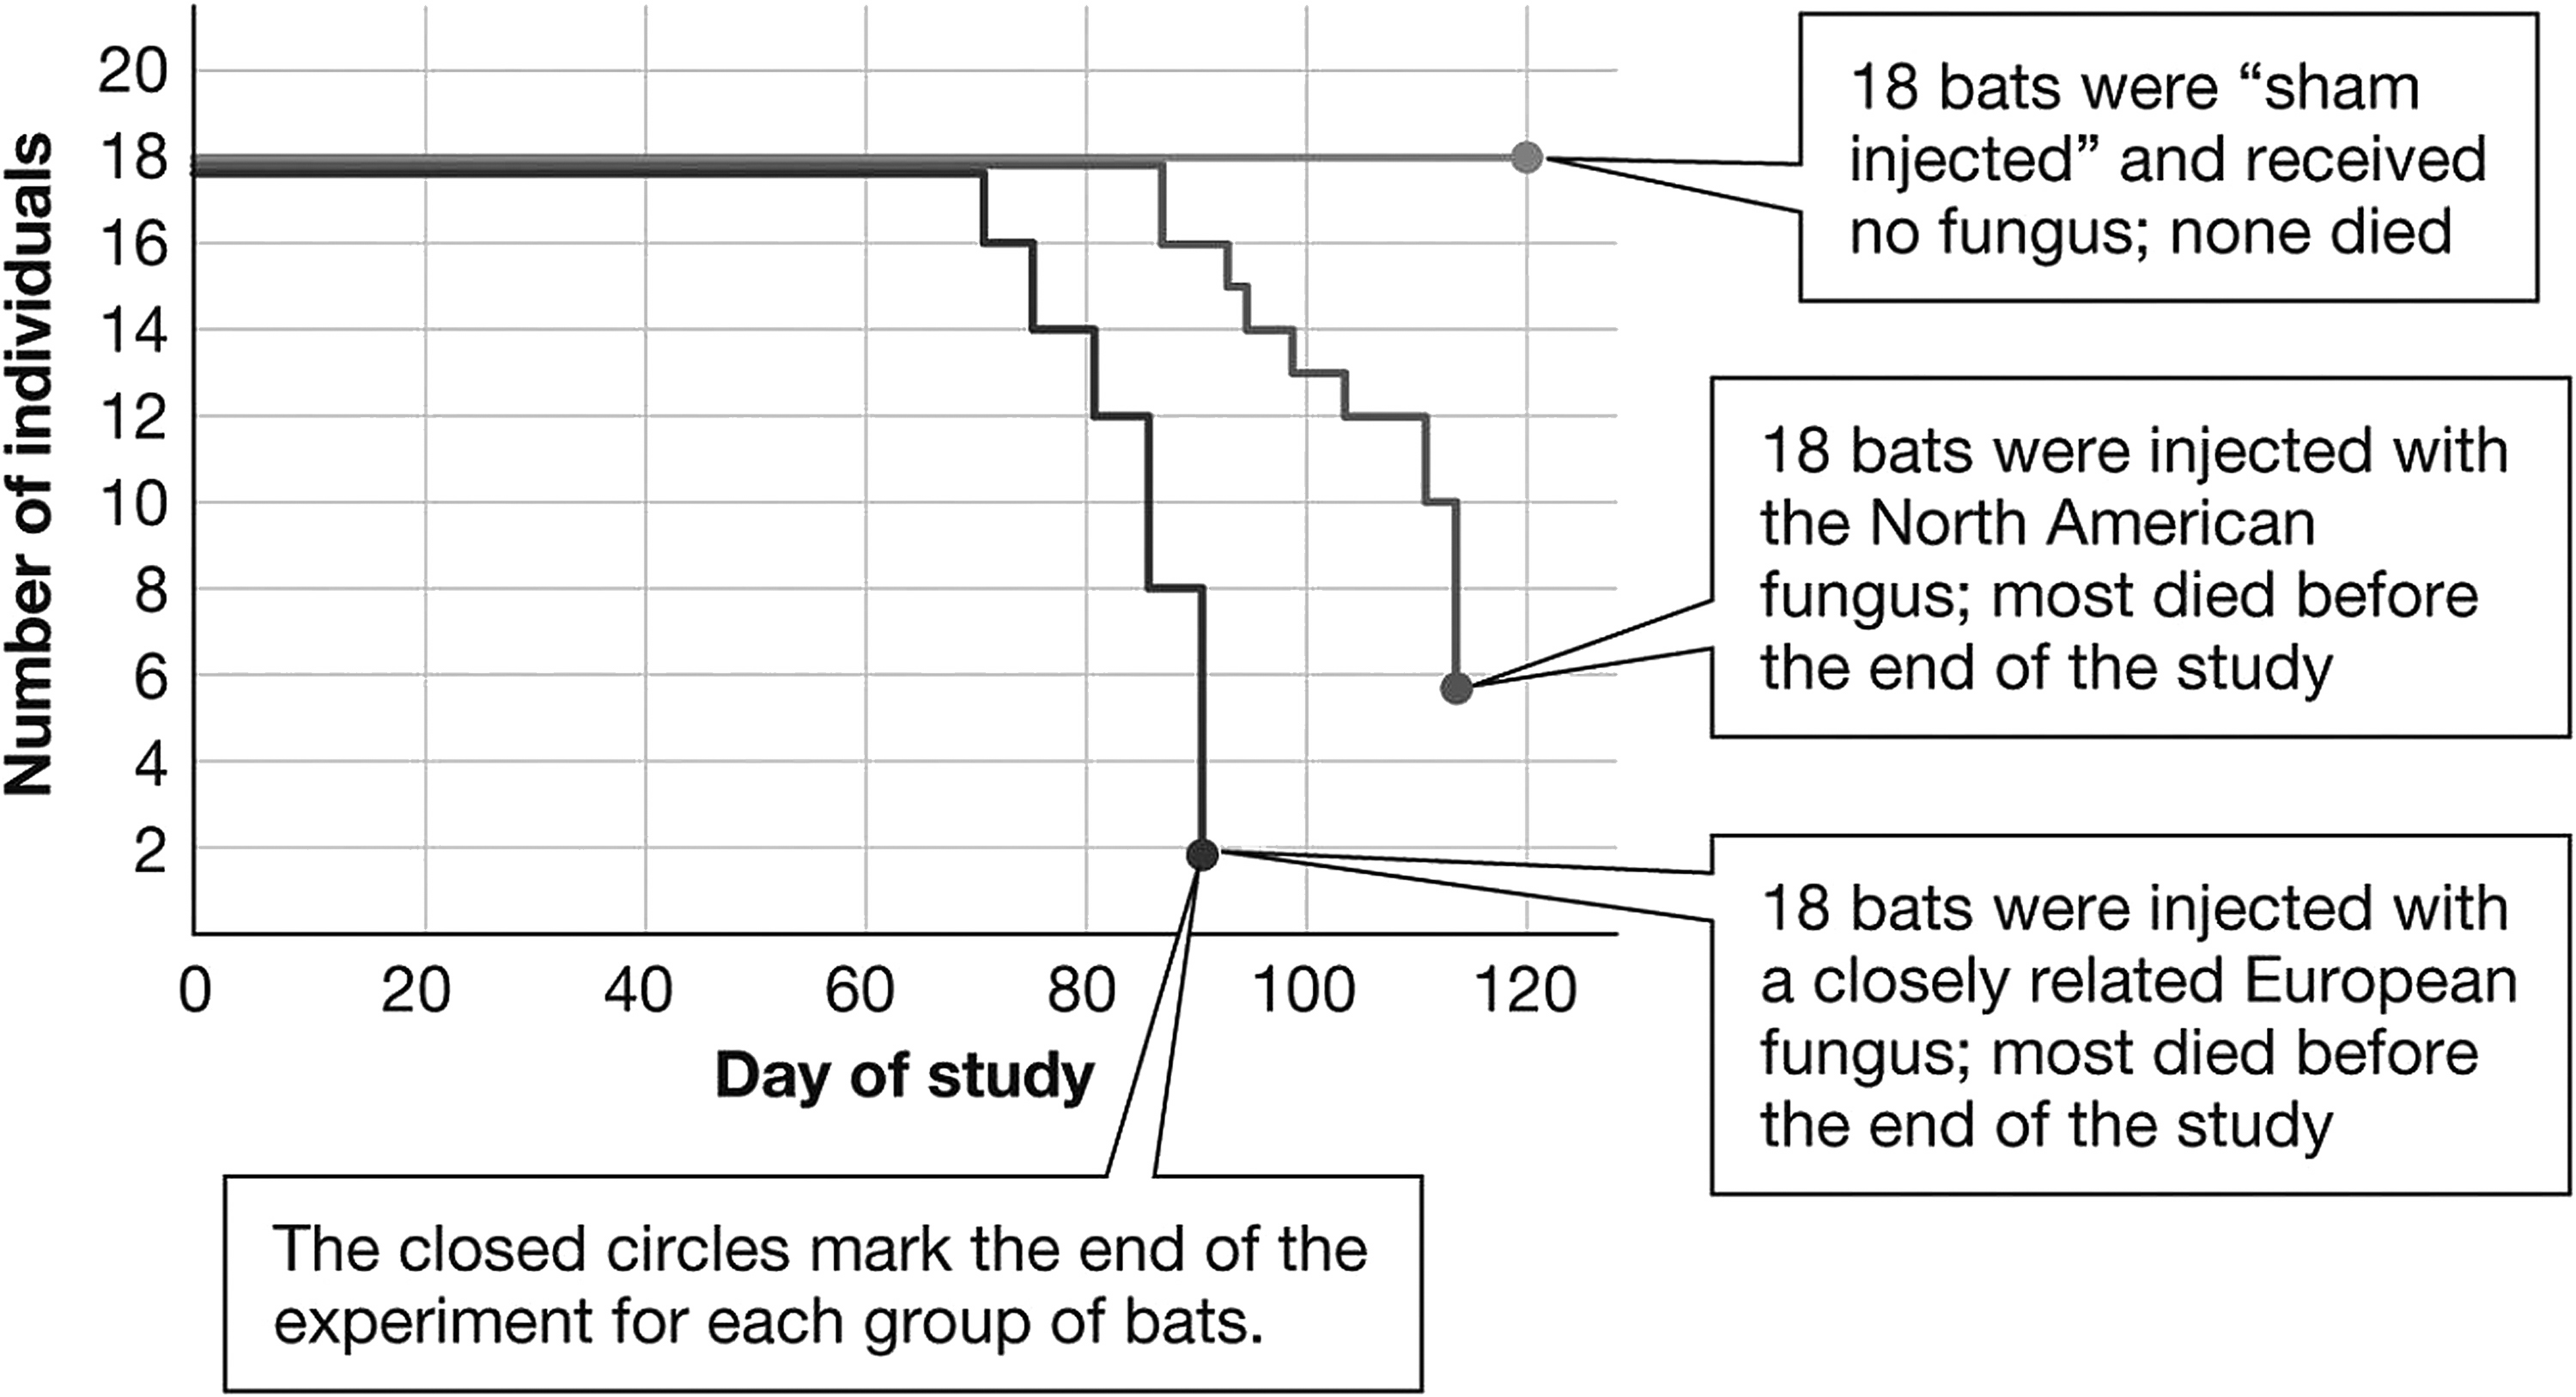 Number of individuals
20
18
16
14
12
10
8
6
4
2
0 20 40 60 80 100 120
Day of study
18 bats were “sham
injected” and received
no fungus; none died
18 bats were injected with
the North American
fungus; most died before
the end of the study
18 bats were injected with
a closely related European
fungus; most died before
the end of the study
The closed circles mark the end of the
experiment for each group of bats.